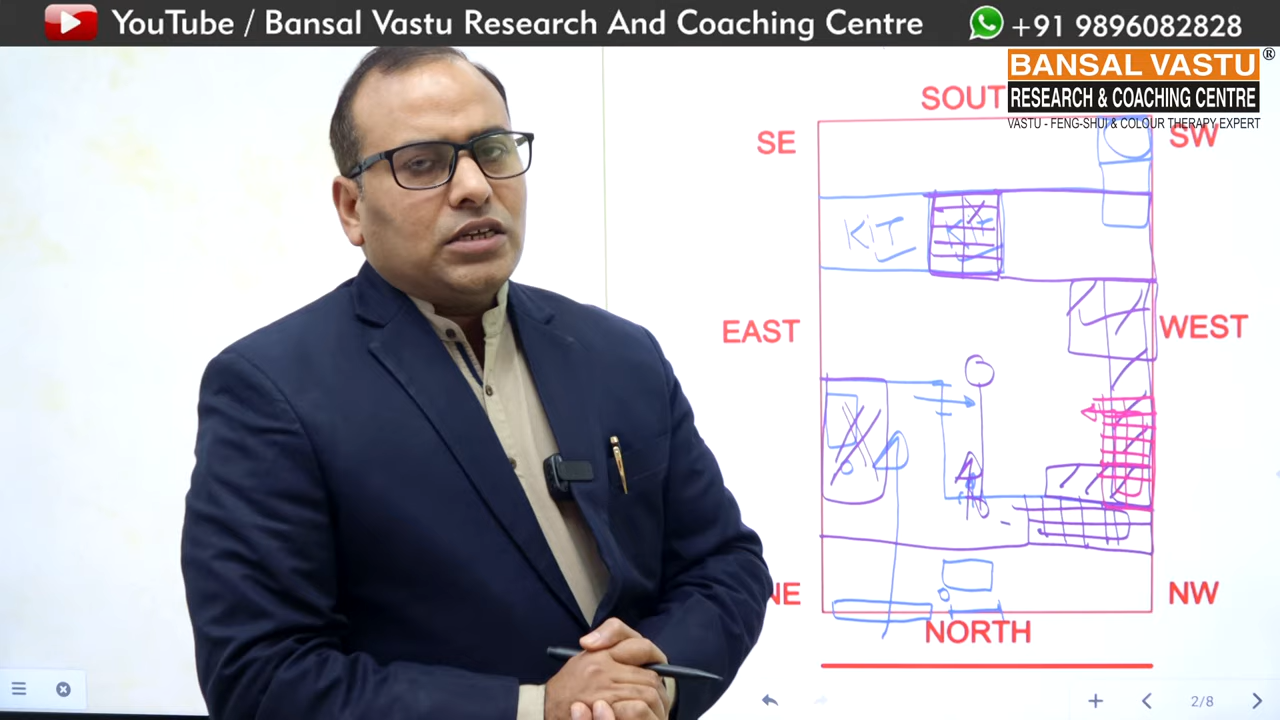 YouTube / Bansal Vastu Research And Coaching Centre
+91 9896082828
BANSAL VASTU®
RESEARCH & COACHING CENTRE
VASTU - FENG-SHUI & COLOUR THERAPY EXPERT
SOUT
SE
SW
KIT
KIT
EAST
WEST
NE
NW
NORTH
2/8